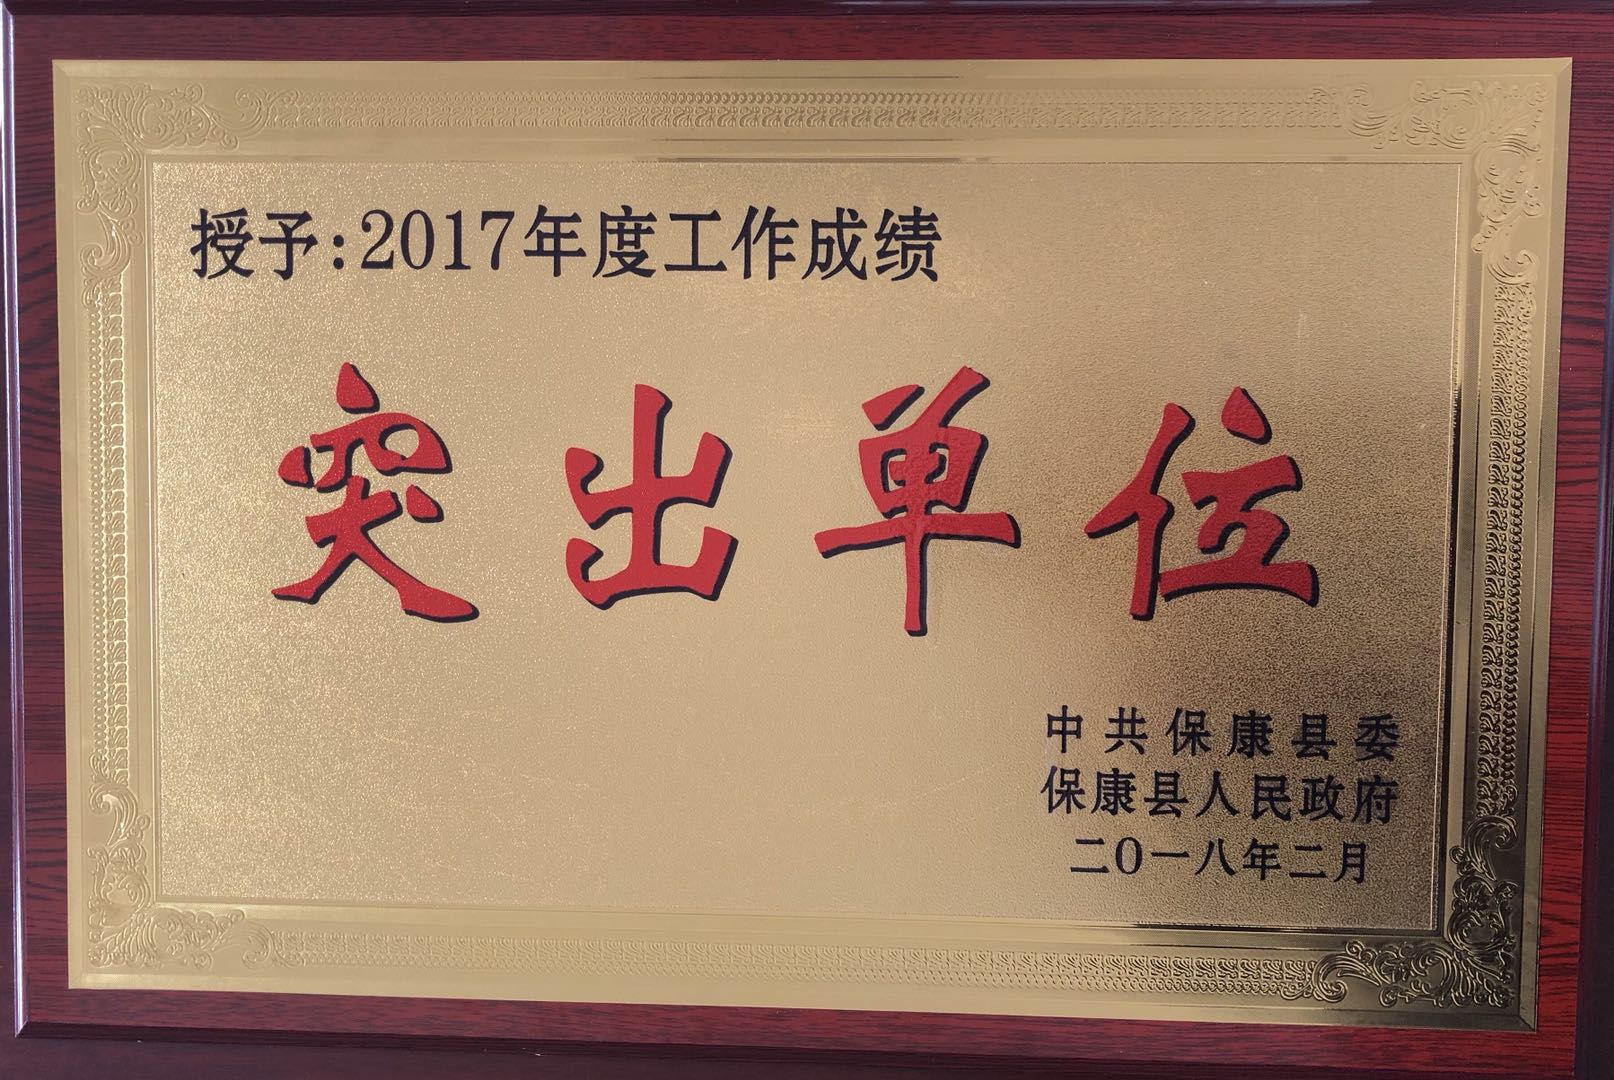 授予:2017年度工作成绩
突出单位
中共保康县委
保康县人民政府
二〇一八年二月